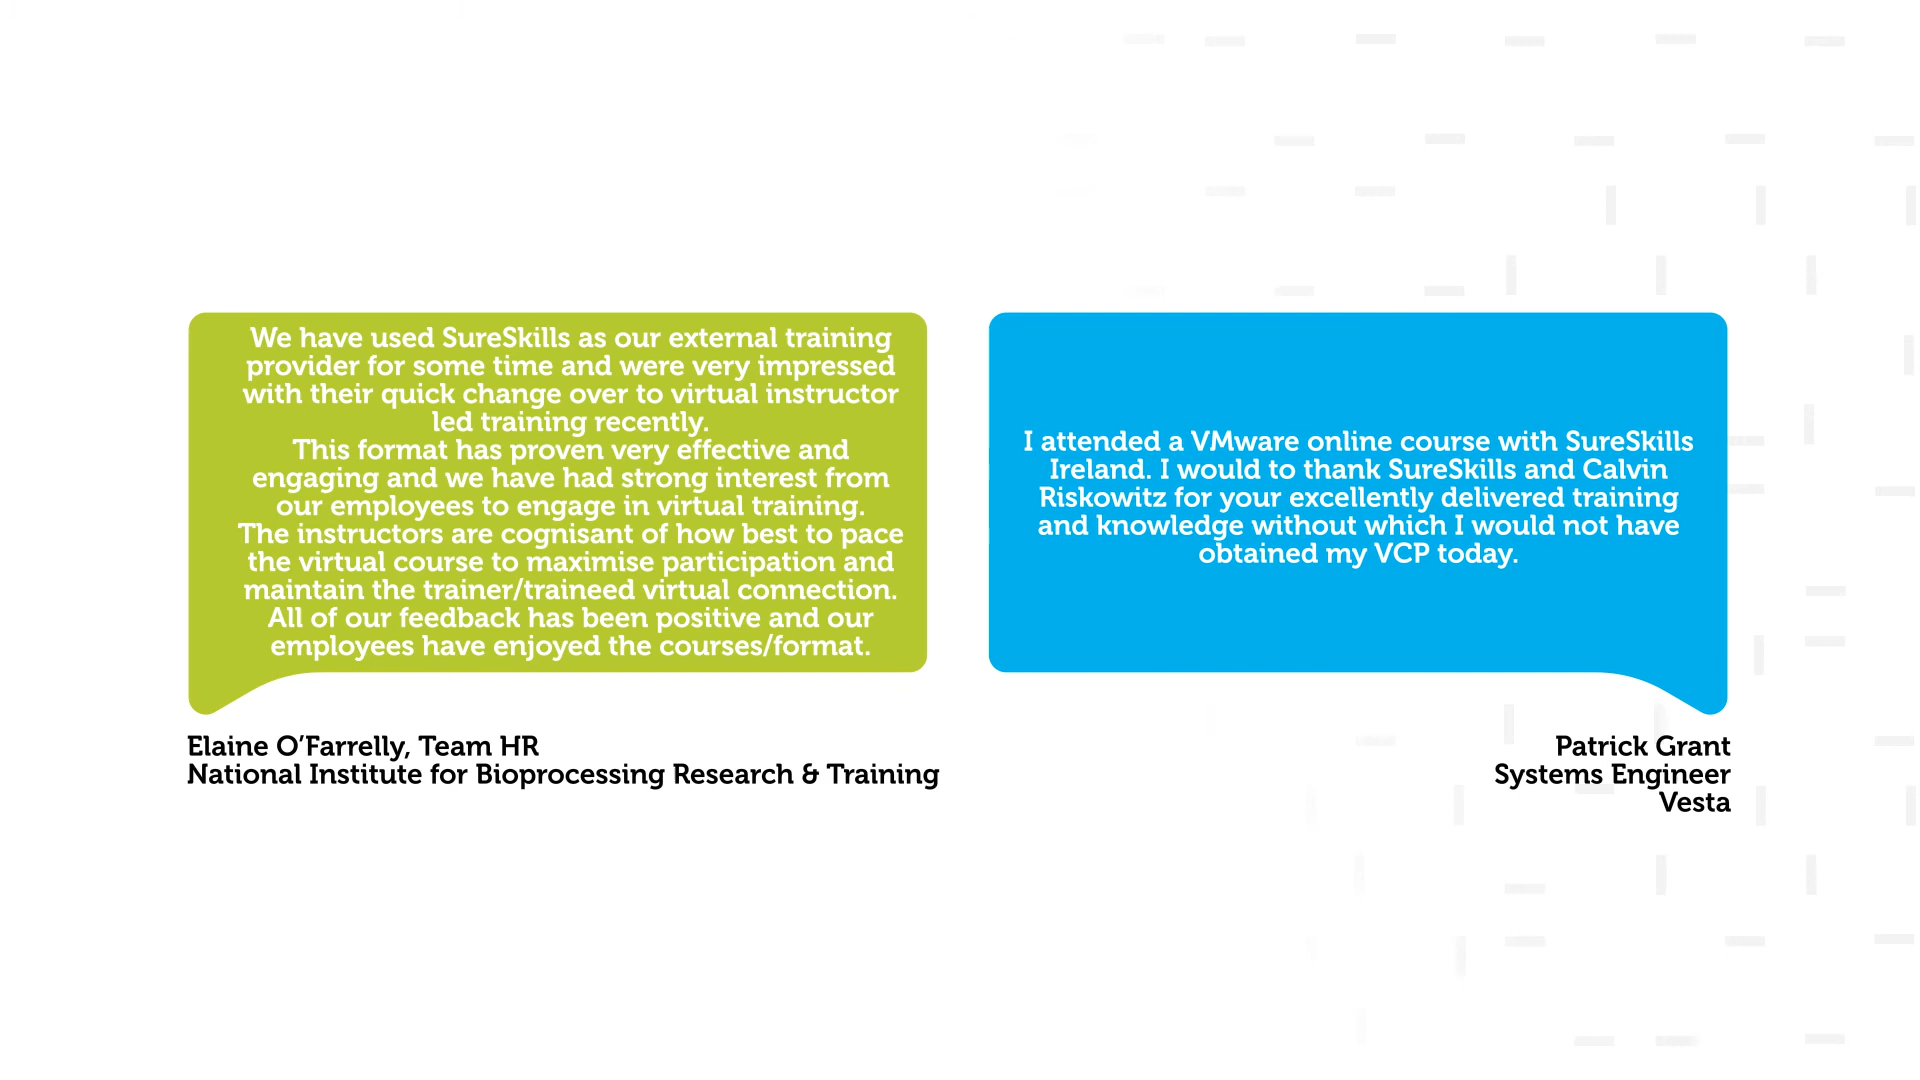 We have used SureSkills as our external training
provider for some time and were very impressed
with their quick change over to virtual instructor
led training recently.
This format has proven very effective and
engaging and we have had strong interest from
our employees to engage in virtual training.
The instructors are cognisant of how best to pace
the virtual course to maximise participation and
maintain the trainer/traineed virtual connection.
All of our feedback has been positive and our
employees have enjoyed the courses/format.
Elaine O’Farrelly, Team HR
National Institute for Bioprocessing Research & Training
I attended a VMware online course with SureSkills
Ireland. I would to thank SureSkills and Calvin
Riskowitz for your excellently delivered training
and knowledge without which I would not have
obtained my VCP today.
Patrick Grant
Systems Engineer
Vesta